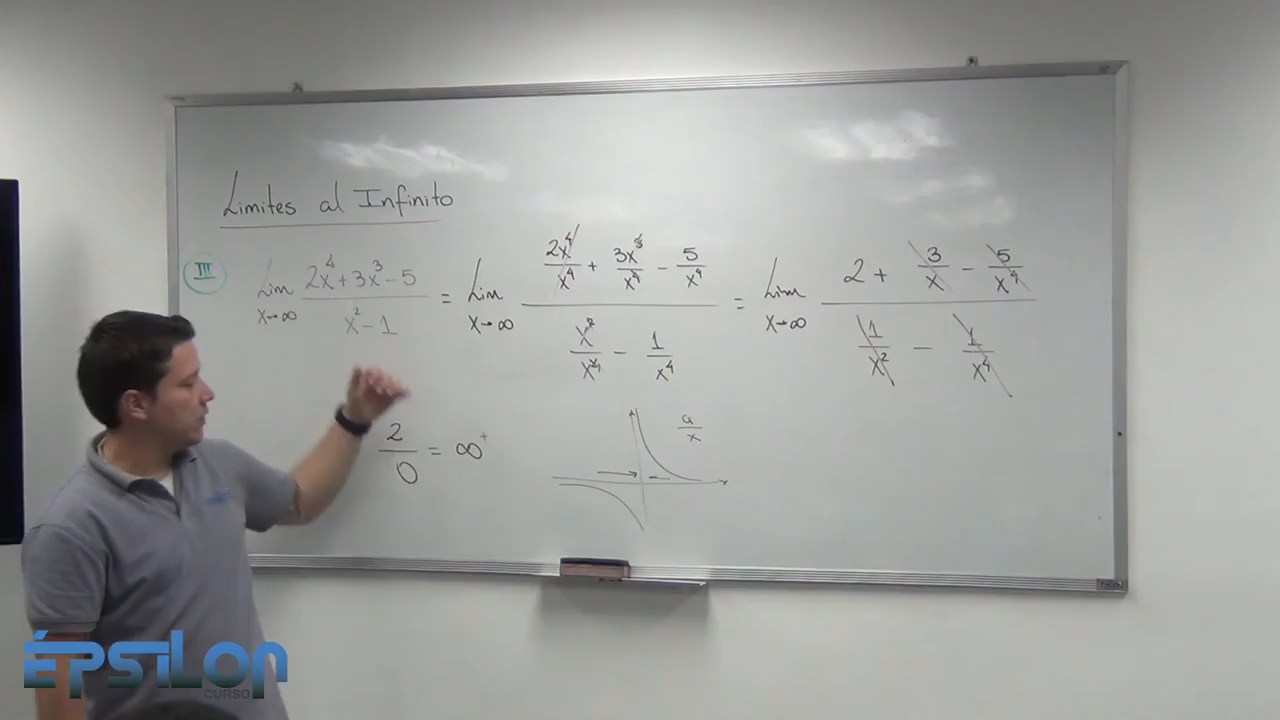 Limites al Infinito
III
Lim x→∞ (2x⁴+3x³-5)/(x²-1) = Lim x→∞ (2x⁴/x⁴ + 3x³/x⁴ - 5/x⁴)/(x²/x⁴ - 1/x⁴) = Lim x→∞ (2 + 3/x - 5/x⁴)/(1/x² - 1/x⁴)
2/0 = ∞⁺
a/x
ÉPSILON
CURSO